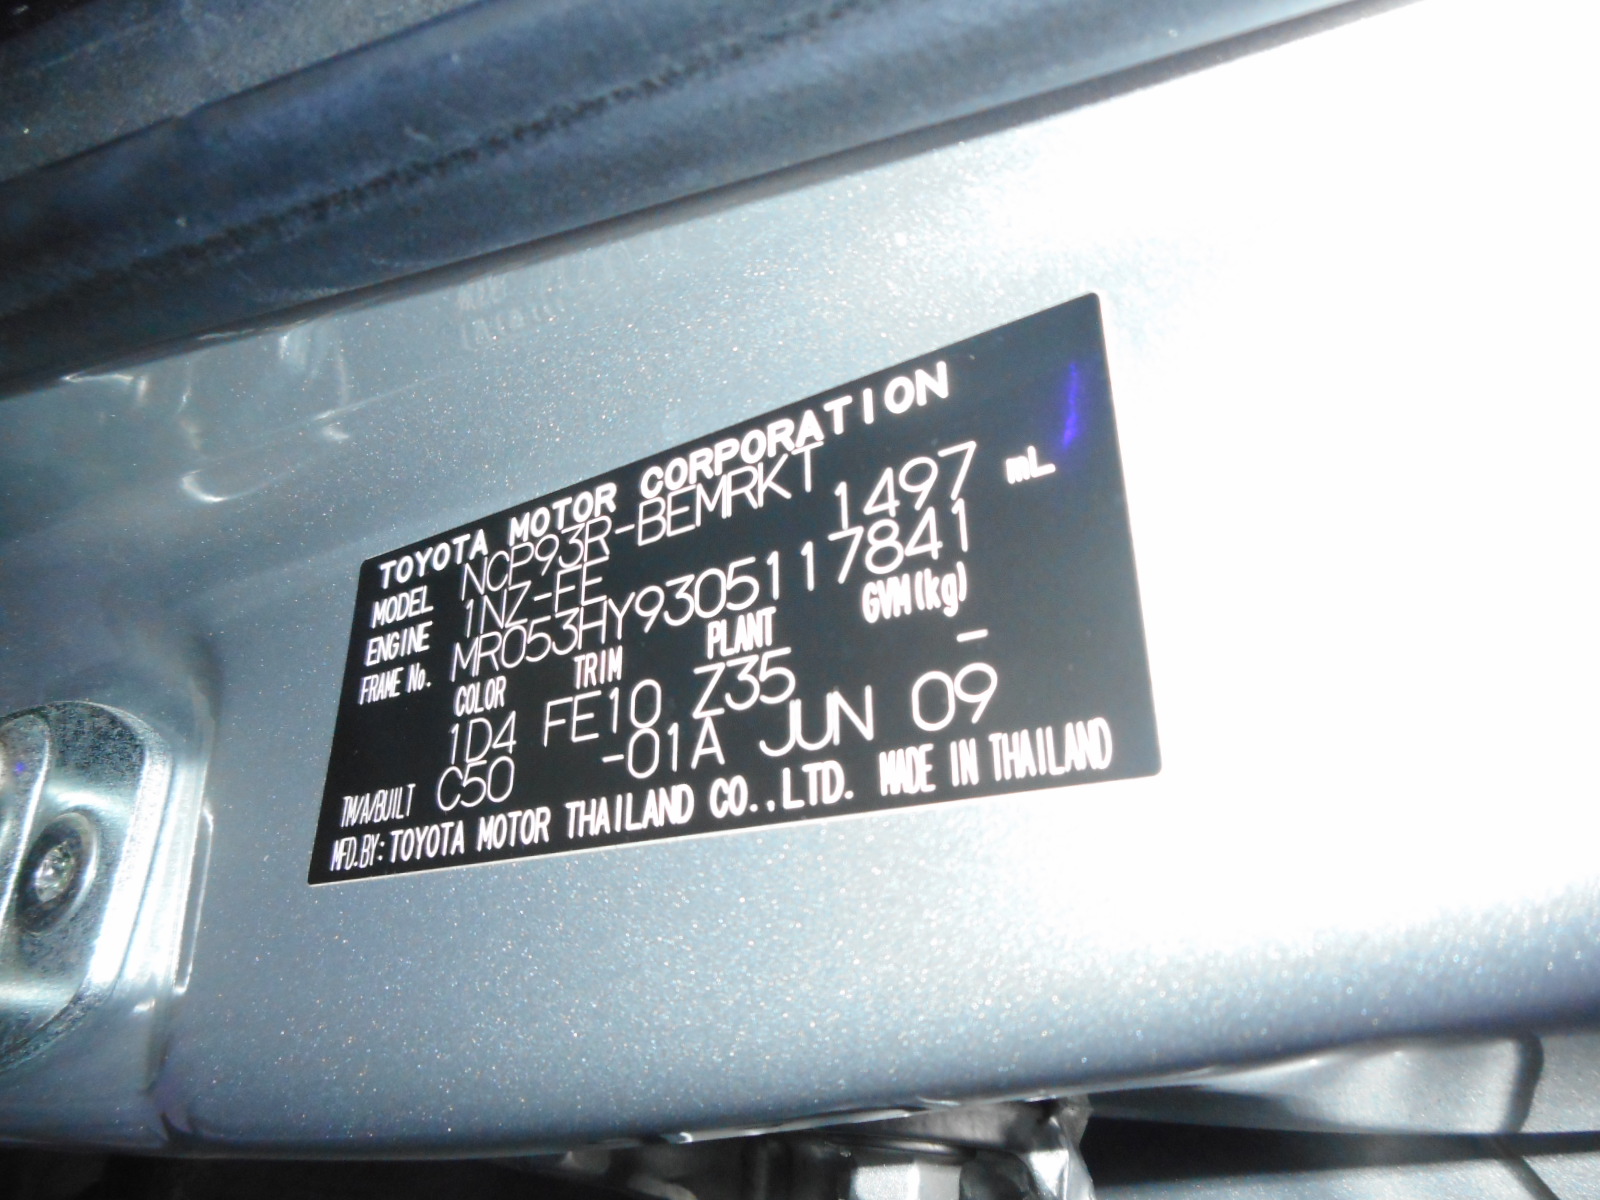 TOYOTA MOTOR CORPORATION
MODEL NCP93R-BEMRKT
ENGINE 1NZ-FE 1497 mL
FRAME No. MR053HY9305117841
COLOR TRIM PLANT GVM(kg)
1D4 FE10 Z35 -
TM/A/BUILT C50 -01A JUN 09
MFD.BY: TOYOTA MOTOR THAILAND CO.,LTD. MADE IN THAILAND